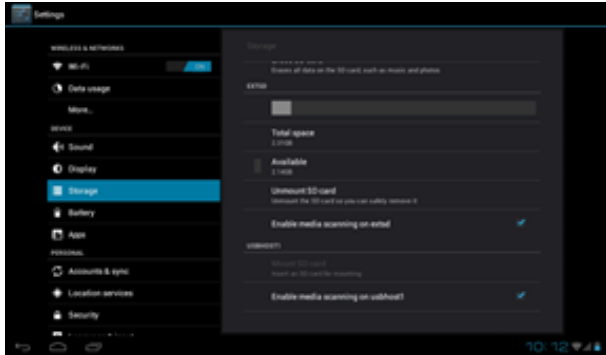 Settings
WIRELESS & NETWORKS
Wi-Fi
ON
Data usage
More...
DEVICE
Sound
Display
Storage
Battery
Apps
PERSONAL
Accounts & sync
Location services
Security
Storage
Erases all data on the SD card, such as music and photos
EXTSD
Total space
Available
Unmount SD card
Unmount the SD card so you can safely remove it
Enable media scanning on extsd
USBHOST1
Mount SD card
Insert an SD card for mounting
Enable media scanning on usbhost1
10:12